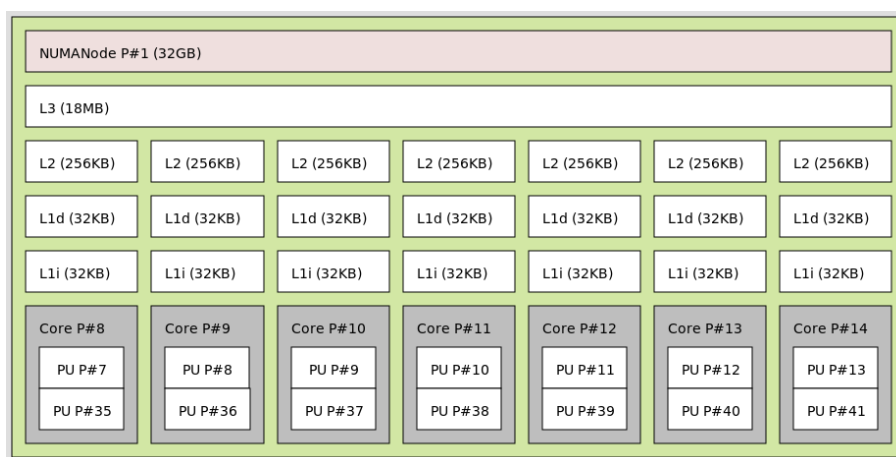 NUMANode P#1 (32GB)
L3 (18MB)
L2 (256KB) L2 (256KB) L2 (256KB) L2 (256KB) L2 (256KB) L2 (256KB) L2 (256KB)
L1d (32KB) L1d (32KB) L1d (32KB) L1d (32KB) L1d (32KB) L1d (32KB) L1d (32KB)
L1i (32KB) L1i (32KB) L1i (32KB) L1i (32KB) L1i (32KB) L1i (32KB) L1i (32KB)
Core P#8 Core P#9 Core P#10 Core P#11 Core P#12 Core P#13 Core P#14
PU P#7 PU P#8 PU P#9 PU P#10 PU P#11 PU P#12 PU P#13
PU P#35 PU P#36 PU P#37 PU P#38 PU P#39 PU P#40 PU P#41